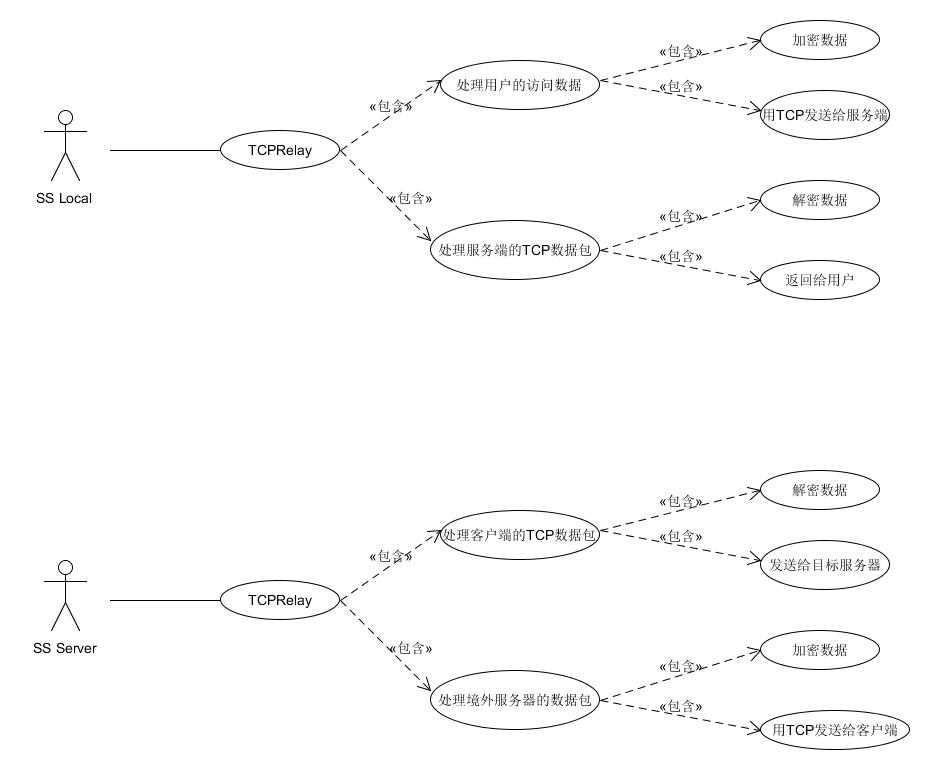 «包含»
加密数据
处理用户的访问数据
«包含»
用TCP发送给服务端
«包含»
TCPRelay
SS Local
«包含»
处理服务端的TCP数据包
«包含»
解密数据
«包含»
返回给用户
«包含»
解密数据
处理客户端的TCP数据包
«包含»
发送给目标服务器
«包含»
TCPRelay
SS Server
«包含»
处理境外服务器的数据包
«包含»
加密数据
«包含»
用TCP发送给客户端